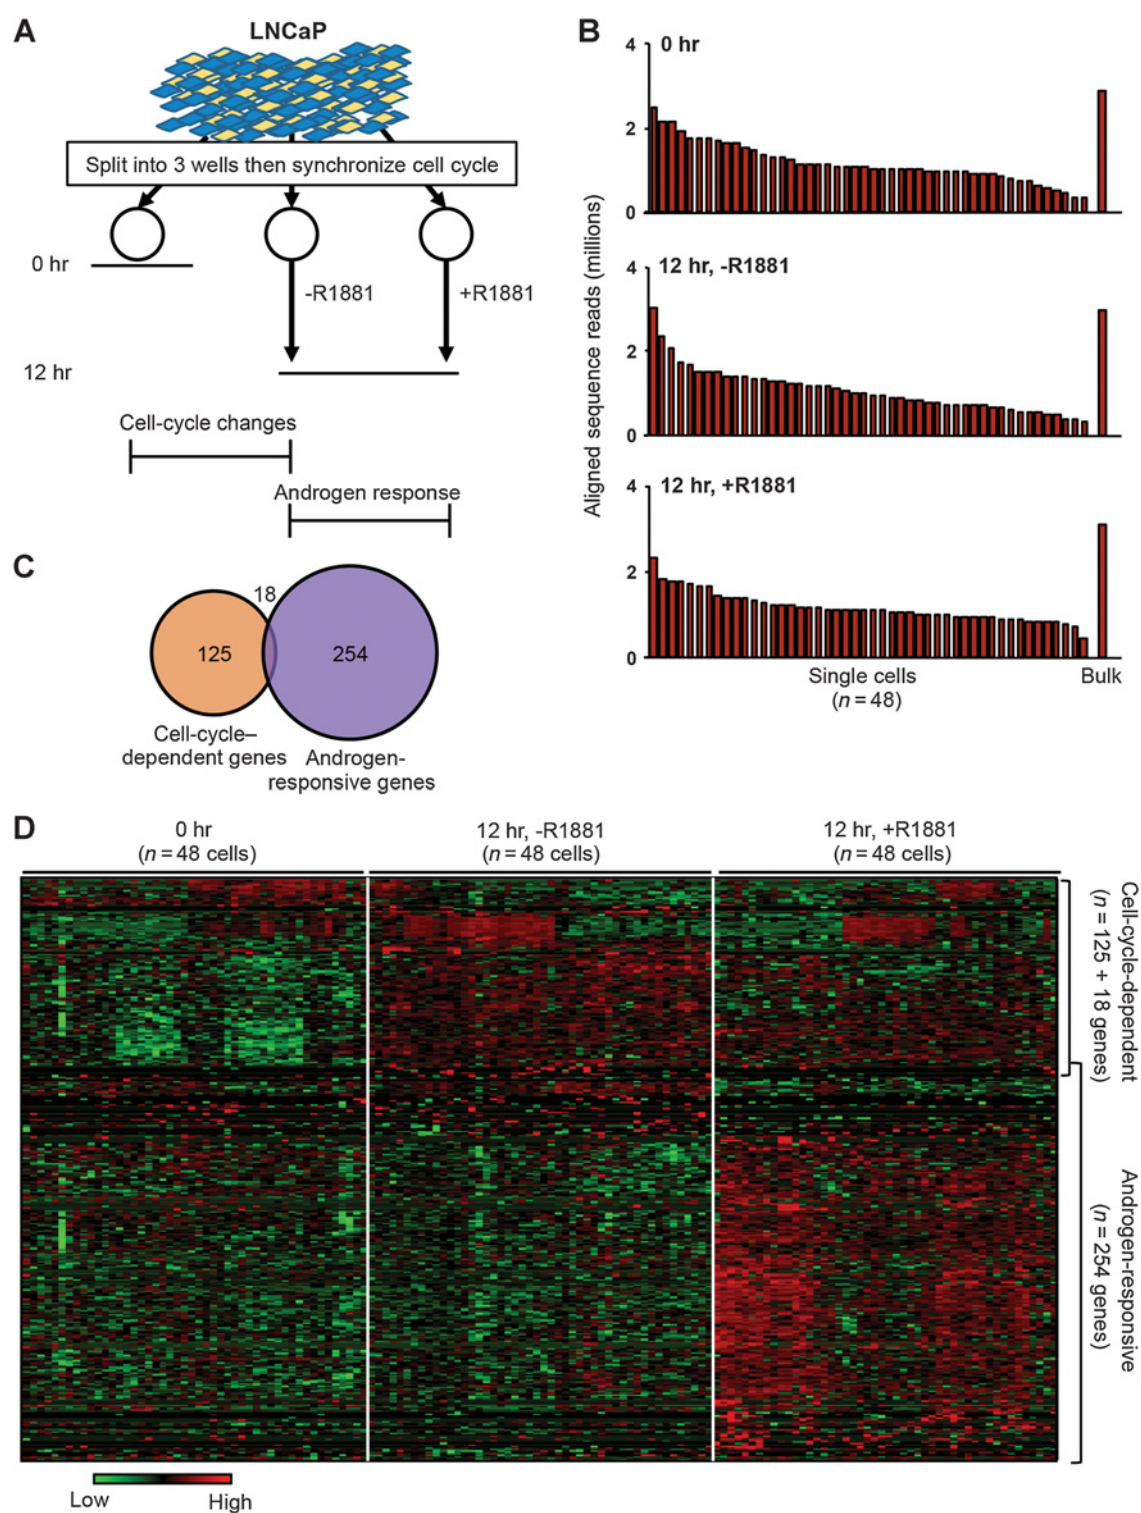 A
LNCaP
Split into 3 wells then synchronize cell cycle
0 hr
-R1881
+R1881
12 hr
Cell-cycle changes
Androgen response
B
Aligned sequence reads (millions)
4
0 hr
2
0
4
12 hr, -R1881
2
0
4
12 hr, +R1881
2
0
Single cells
(n = 48)
Bulk
C
18
125
254
Cell-cycle–
dependent genes
Androgen-
responsive genes
D
0 hr
(n = 48 cells)
12 hr, -R1881
(n = 48 cells)
12 hr, +R1881
(n = 48 cells)
Cell-cycle-dependent
(n = 125 + 18 genes)
Androgen-responsive
(n = 254 genes)
Low
High